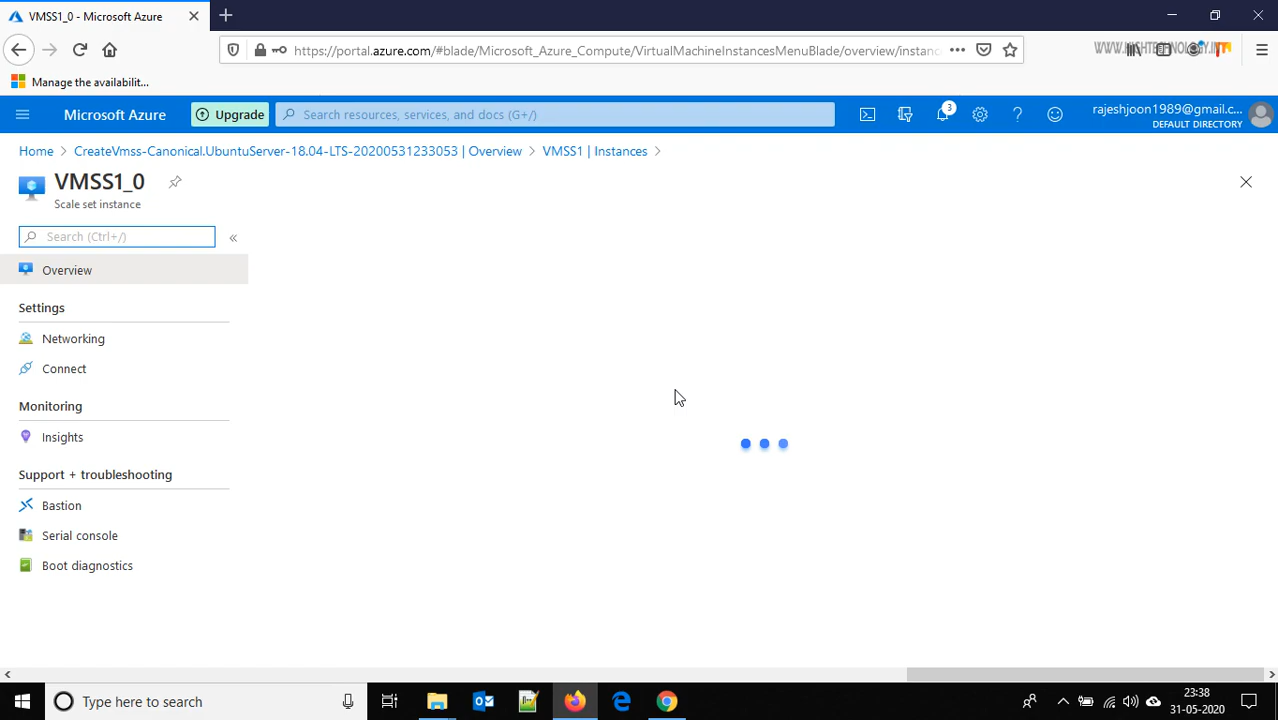 VMSS1_0 - Microsoft Azure
https://portal.azure.com/#blade/Microsoft_Azure_Compute/VirtualMachineInstancesMenuBlade/overview/instanc
Manage the availabilit...
Microsoft Azure
Upgrade
Search resources, services, and docs (G+/)
3
rajeshjoon1989@gmail.c...
DEFAULT DIRECTORY
Home > CreateVmss-Canonical.UbuntuServer-18.04-LTS-20200531233053 | Overview > VMSS1 | Instances >
VMSS1_0
Scale set instance
Search (Ctrl+/)
«
Overview
Settings
Networking
Connect
Monitoring
Insights
Support + troubleshooting
Bastion
Serial console
Boot diagnostics
Type here to search
23:38
31-05-2020